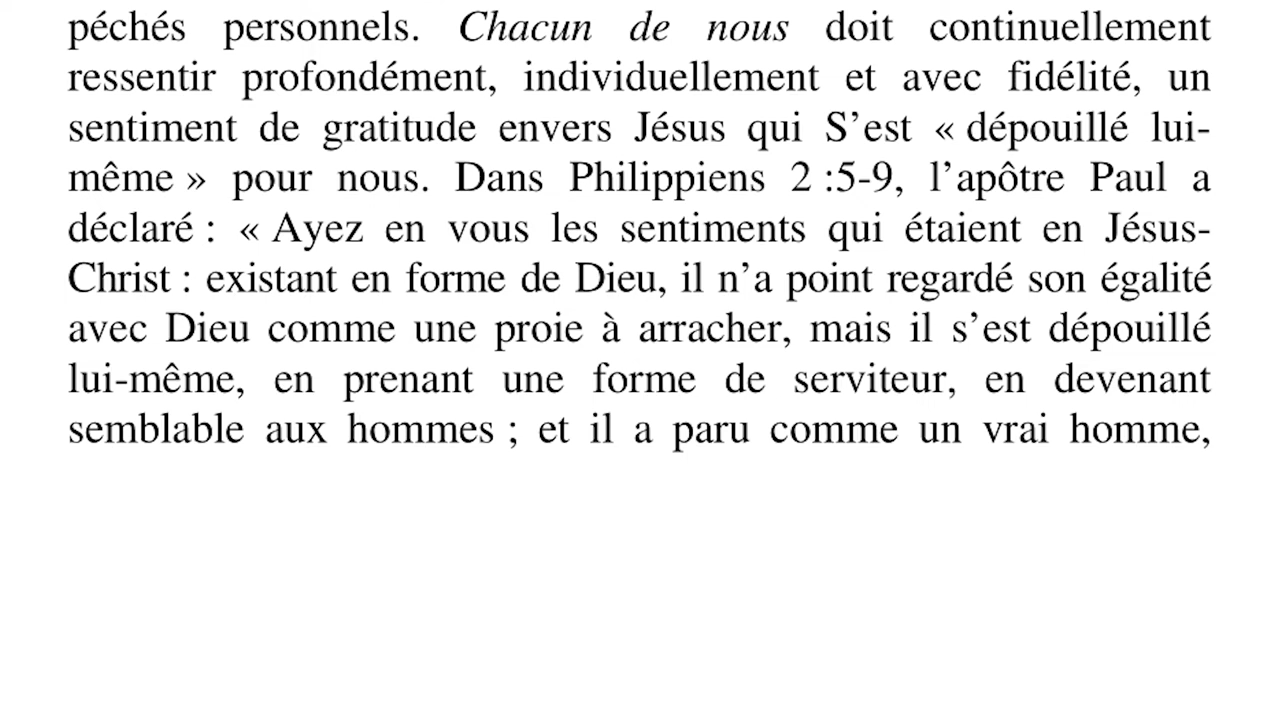 péchés personnels. Chacun de nous doit continuellement
ressentir profondément, individuellement et avec fidélité, un
sentiment de gratitude envers Jésus qui S’est « dépouillé lui-
même » pour nous. Dans Philippiens 2 :5-9, l’apôtre Paul a
déclaré : « Ayez en vous les sentiments qui étaient en Jésus-
Christ : existant en forme de Dieu, il n’a point regardé son égalité
avec Dieu comme une proie à arracher, mais il s’est dépouillé
lui-même, en prenant une forme de serviteur, en devenant
semblable aux hommes ; et il a paru comme un vrai homme,